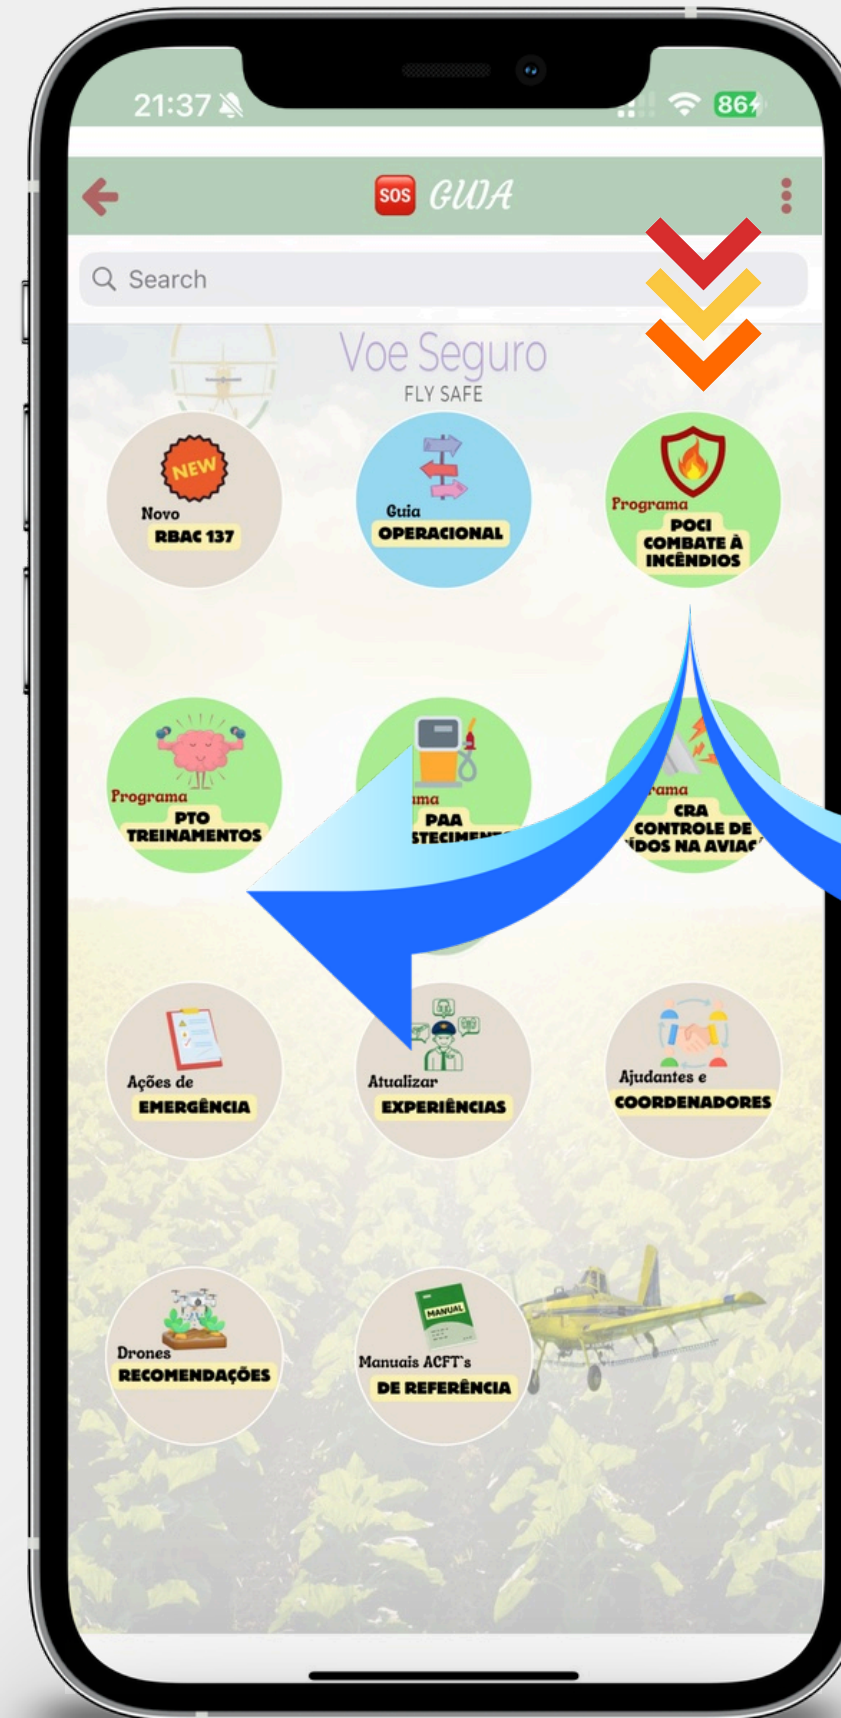 21:37
86
SOS GUIA
Search
Voe Seguro
FLY SAFE
NEW
Novo
RBAC 137
Guia
OPERACIONAL
Programa
POCI
COMBATE À
INCÊNDIOS
Programa
PTO
TREINAMENTOS
PAA
CRA
CONTROLE DE
Ações de
EMERGÊNCIA
Atualizar
EXPERIÊNCIAS
Ajudantes e
COORDENADORES
Drones
RECOMENDAÇÕES
MANUAL
Manuais ACFT`s
DE REFERÊNCIA